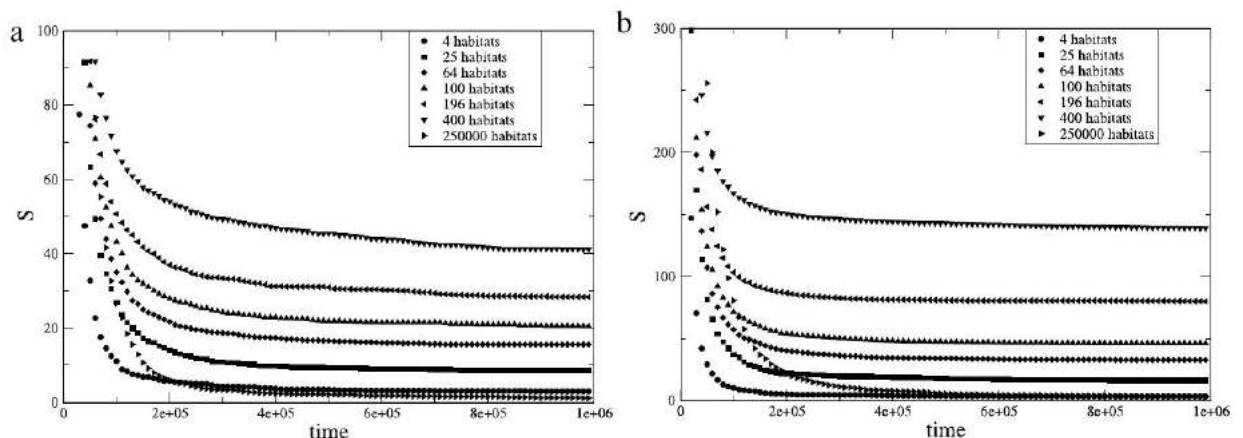 a
100
80
60
40
20
0
S
4 habitats
25 habitats
64 habitats
100 habitats
196 habitats
400 habitats
250000 habitats
0
2e+05
4e+05
6e+05
8e+05
1e+06
time
b
300
200
100
0
S
4 habitats
25 habitats
64 habitats
100 habitats
196 habitats
400 habitats
250000 habitats
0
2e+05
4e+05
6e+05
8e+05
1e+06
time